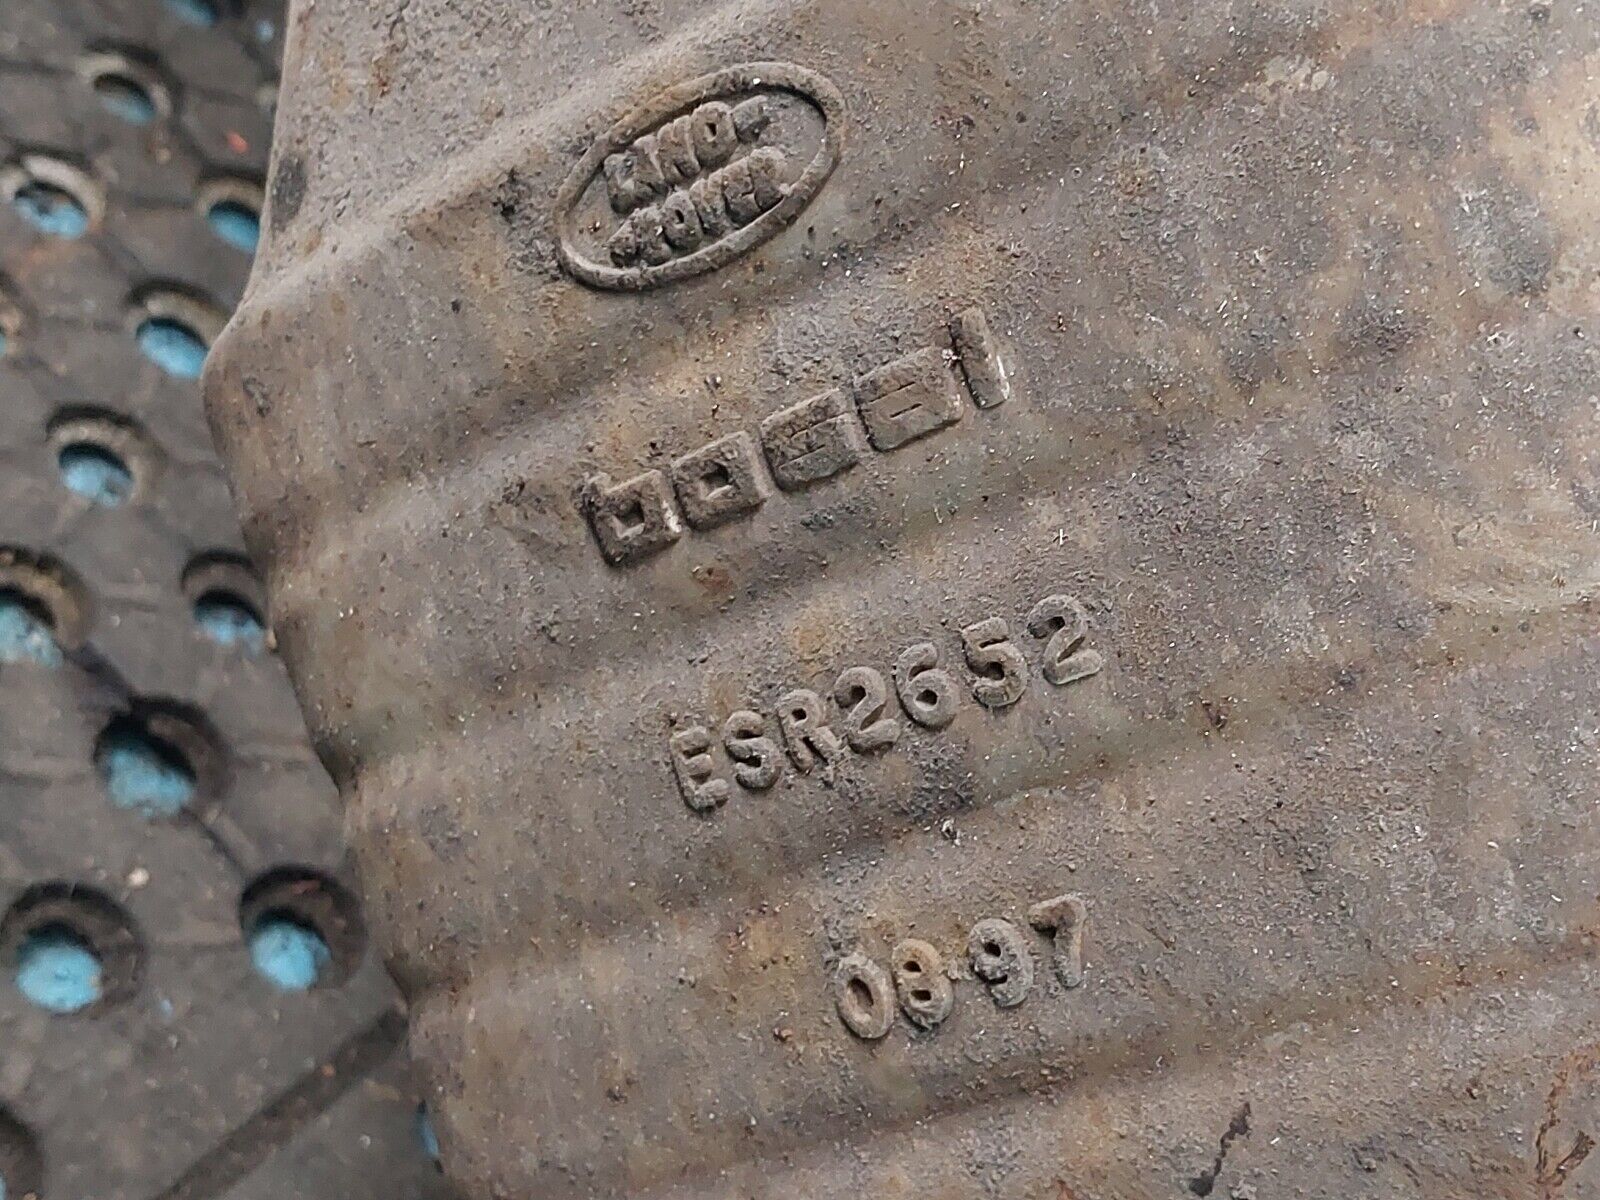 LAND-
ROVER
bosal
ESR2652
08 97